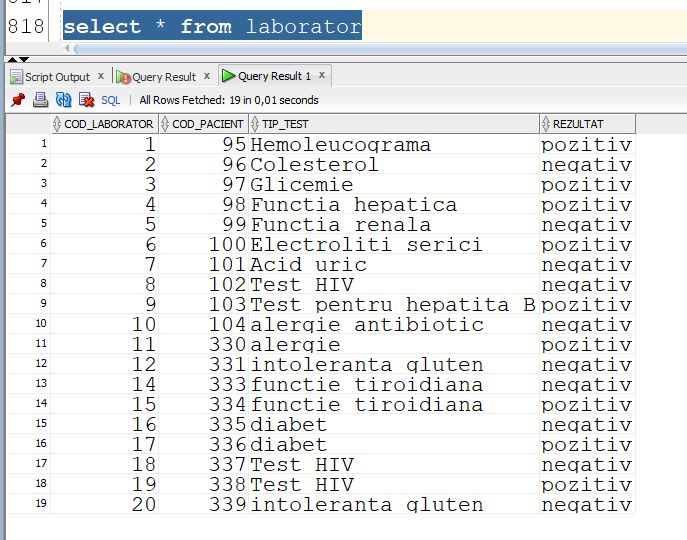 818 select * from laborator
Script Output x Query Result x Query Result 1 x
SQL | All Rows Fetched: 19 in 0,01 seconds
COD_LABORATOR COD_PACIENT TIP_TEST REZULTAT
1 1 95 Hemoleucograma pozitiv
2 2 96 Colesterol negativ
3 3 97 Glicemie pozitiv
4 4 98 Functia hepatica pozitiv
5 5 99 Functia renala negativ
6 6 100 Electroliti serici pozitiv
7 7 101 Acid uric negativ
8 8 102 Test HIV negativ
9 9 103 Test pentru hepatita B pozitiv
10 10 104 alergie antibiotic negativ
11 11 330 alergie pozitiv
12 12 331 intoleranta gluten negativ
13 14 333 functie tiroidiana negativ
14 15 334 functie tiroidiana pozitiv
15 16 335 diabet negativ
16 17 336 diabet pozitiv
17 18 337 Test HIV negativ
18 19 338 Test HIV pozitiv
19 20 339 intoleranta gluten negativ